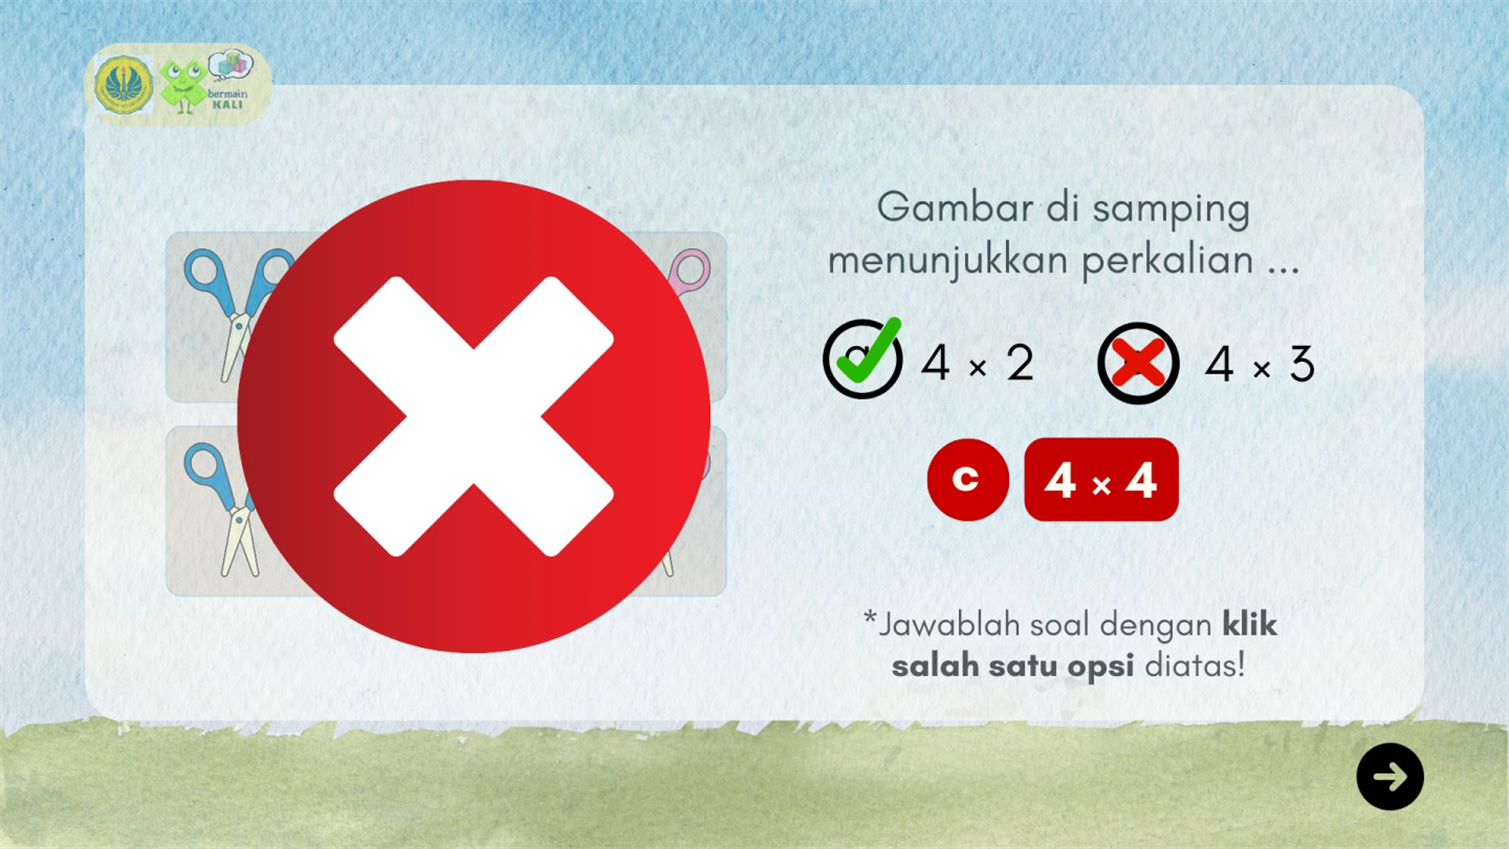 bermain
KALI
Gambar di samping
menunjukkan perkalian ...
4 × 2
4 × 3
c 4 × 4
*Jawablah soal dengan klik
salah satu opsi diatas!